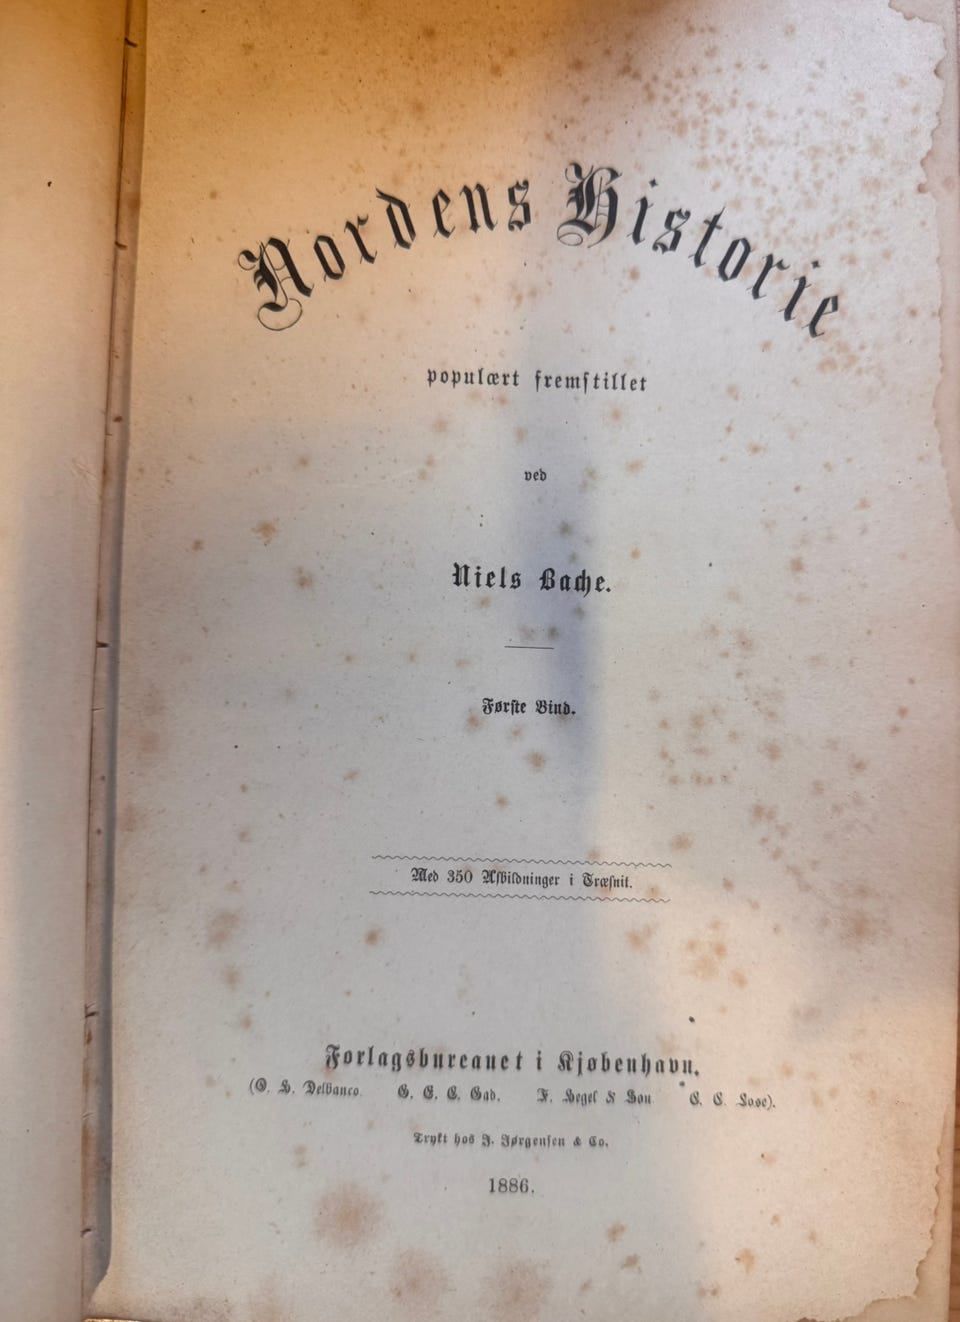 Nordens Historie
populært fremstillet
ved
Niels Bache.
Første Bind.
Med 350 Afbildninger i Træsnit.
Forlagsbureauet i Kjøbenhavn.
(O. H. Delbanco. G. E. C. Gad. F. Hegel & Søn. C. C. Lose).
Trykt hos J. Jørgensen & Co.
1886.